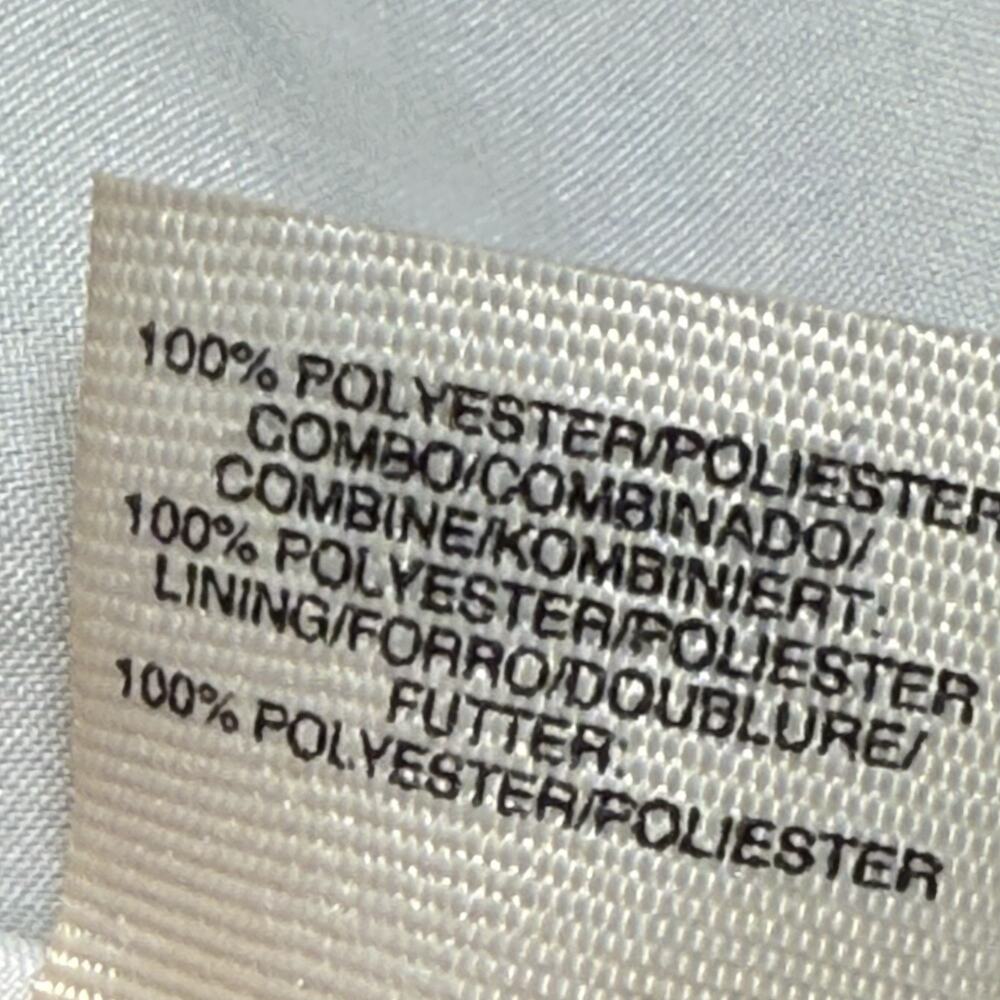 100% POLYESTER/POLIESTER
COMBO/COMBINADO/
COMBINE/KOMBINIERT:
100% POLYESTER/POLIESTER
LINING/FORRO/DOUBLURE/
FUTTER:
100% POLYESTER/POLIESTER